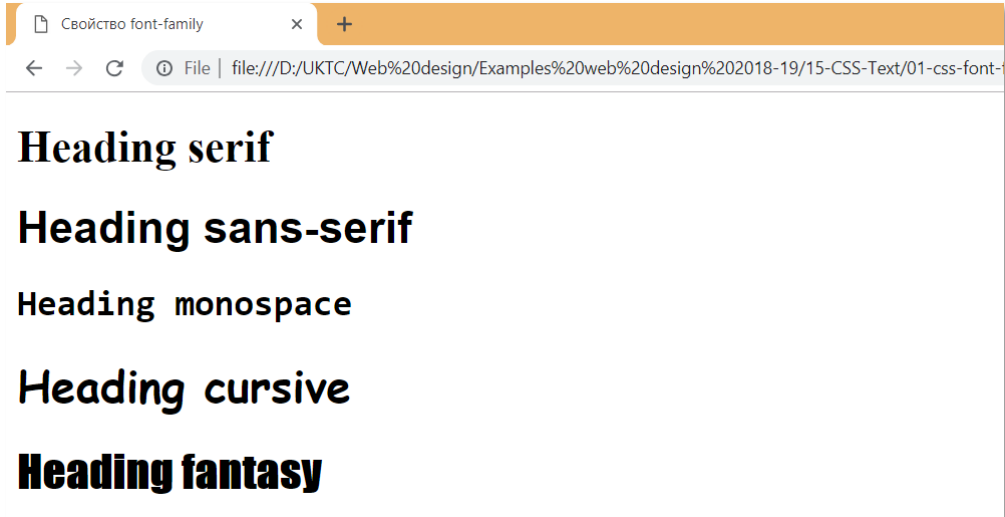 Свойство font-family
File | file:///D:/UKTC/Web%20design/Examples%20web%20design%202018-19/15-CSS-Text/01-css-font-
Heading serif
Heading sans-serif
Heading monospace
Heading cursive
Heading fantasy